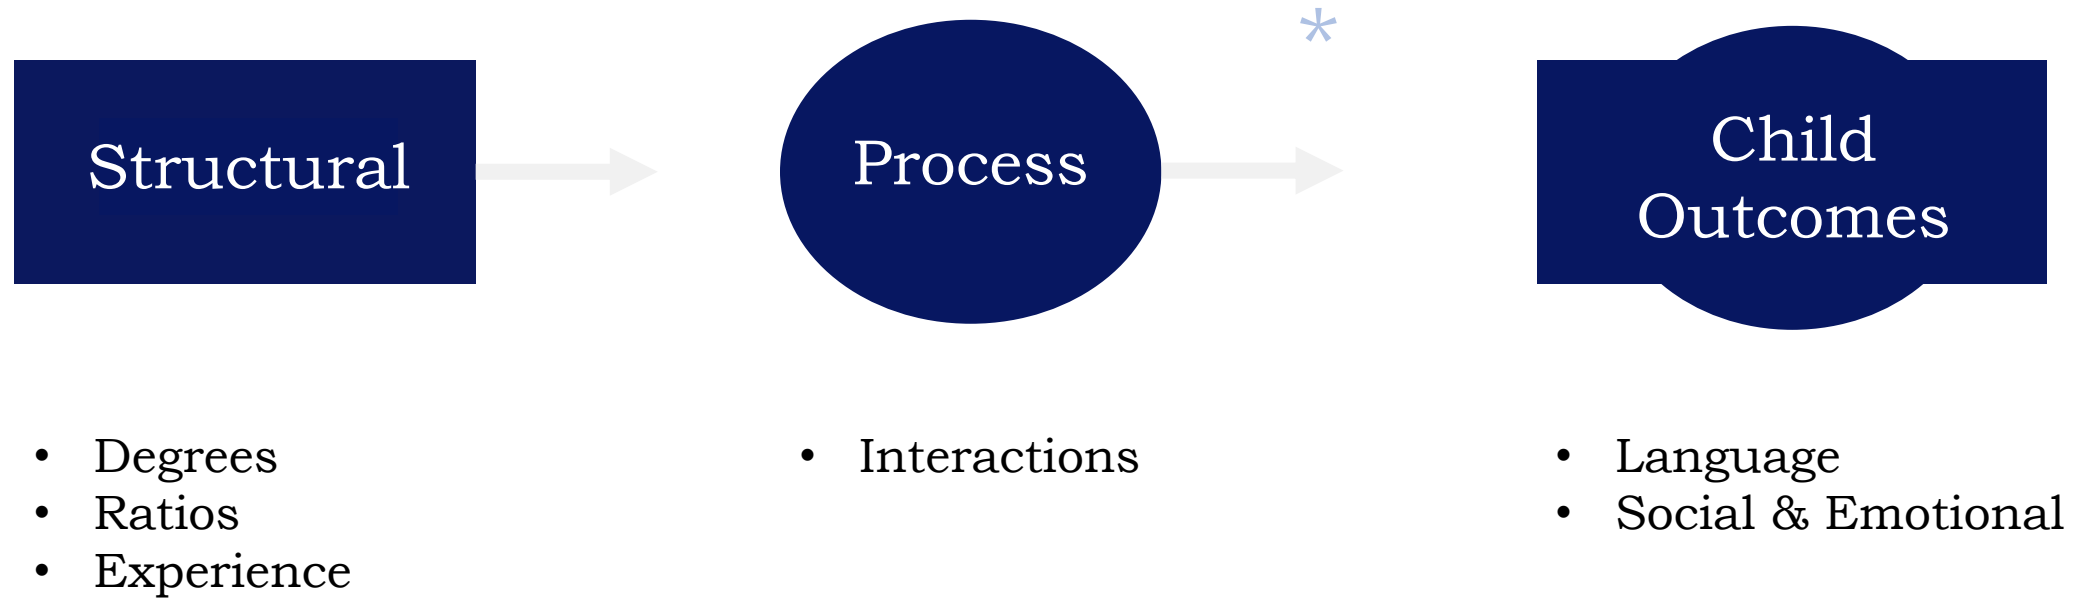 *
Structural
Process
Child
Outcomes
• Degrees
• Ratios
• Experience
• Interactions
• Language
• Social & Emotional